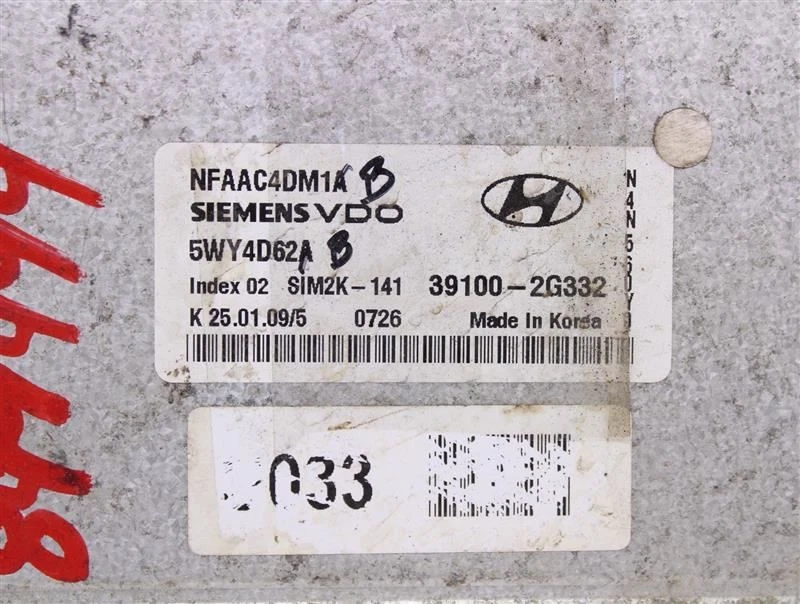 NFAAC4DM1A B
SIEMENS VDO
5WY4D62A B
Index 02 SIM2K-141 39100-2G332
K 25.01.09/5 0726 Made In Korea
033